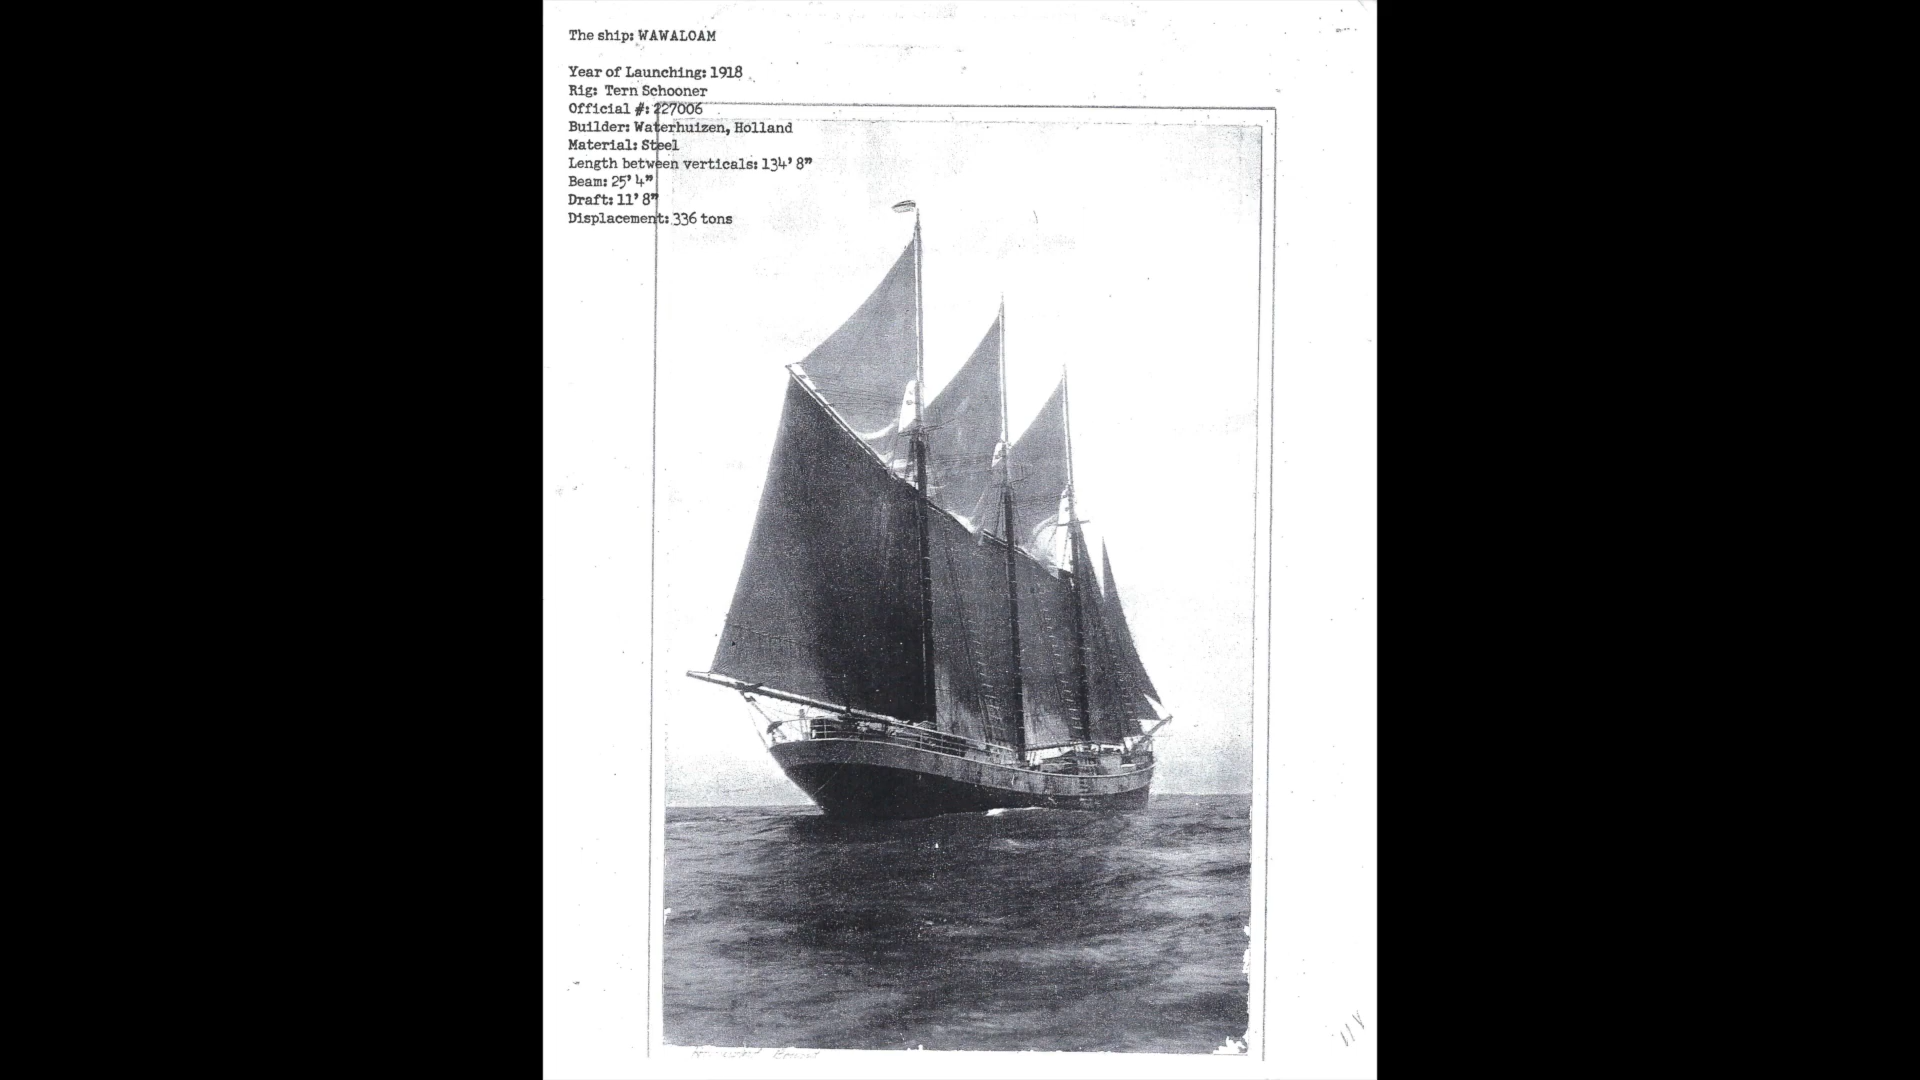 The ship: WAWALOAM
Year of Launching: 1918
Rig: Tern Schooner
Official #: 227006
Builder: Waterhuizen, Holland
Material: Steel
Length between verticals: 134' 8"
Beam: 25' 4"
Draft: 11' 8"
Displacement: 336 tons